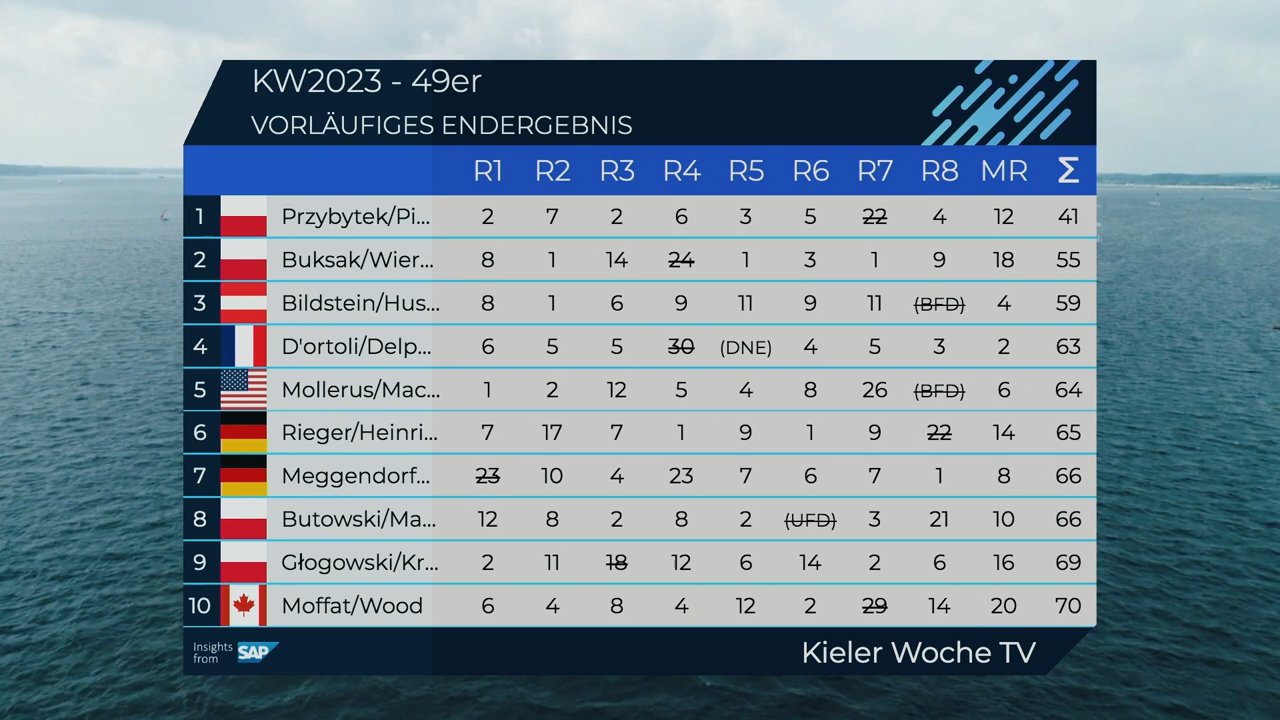 KW2023 - 49er
VORLÄUFIGES ENDERGEBNIS
R1 R2 R3 R4 R5 R6 R7 R8 MR Σ
1 Przybytek/Pi... 2 7 2 6 3 5 22 4 12 41
2 Buksak/Wier... 8 1 14 24 1 3 1 9 18 55
3 Bildstein/Hus... 8 1 6 9 11 9 11 (BFD) 4 59
4 D'ortoli/Delp... 6 5 5 30 (DNE) 4 5 3 2 63
5 Mollerus/Mac... 1 2 12 5 4 8 26 (BFD) 6 64
6 Rieger/Heinri... 7 17 7 1 9 1 9 22 14 65
7 Meggendorf... 23 10 4 23 7 6 7 1 8 66
8 Butowski/Ma... 12 8 2 8 2 (UFD) 3 21 10 66
9 Głogowski/Kr... 2 11 18 12 6 14 2 6 16 69
10 Moffat/Wood 6 4 8 4 12 2 29 14 20 70
Insights
from SAP
Kieler Woche TV